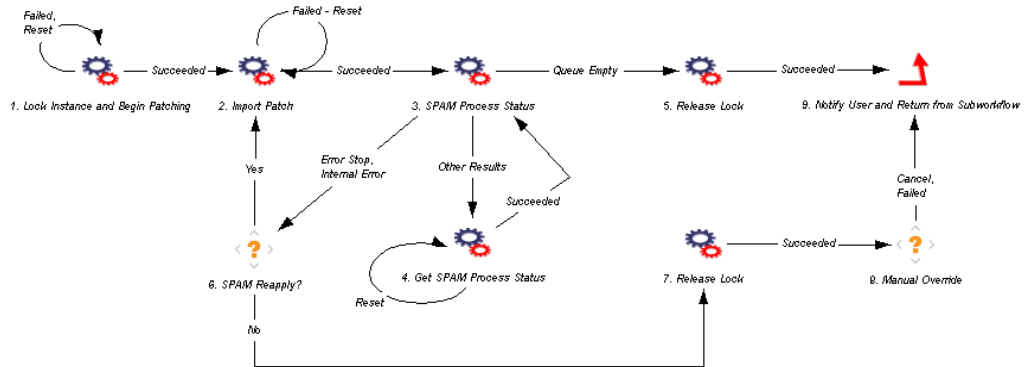 Failed,
Reset
Failed - Reset
Succeeded
Succeeded
Queue Empty
Succeeded
1. Lock Instance and Begin Patching
2. Import Patch
3. SPAM Process Status
5. Release Lock
9. Notify User and Return from Subworkflow
Yes
Error Stop,
Internal Error
Other Results
Cancel,
Failed
Succeeded
?
Succeeded
?
6. SPAM Reapply?
4. Get SPAM Process Status
7. Release Lock
8. Manual Override
Reset
No